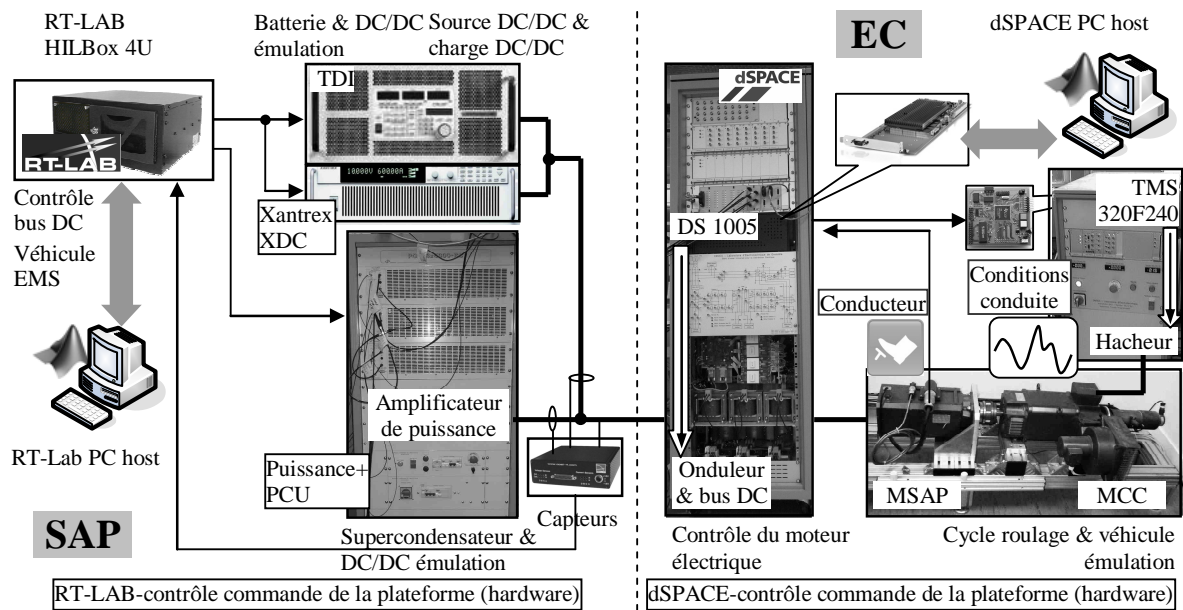 RT-LAB
HILBox 4U
Batterie & DC/DC
émulation
Source DC/DC &
charge DC/DC
EC
dSPACE PC host
TDI
dSPACE
RT-LAB
10.000V 600.00A
Contrôle
bus DC
Véhicule
EMS
Xantrex
XDC
DS 1005
TMS
320F240
Conditions
conduite
Conducteur
Hacheur
Amplificateur
de puissance
RT-Lab PC host
Puissance+
PCU
Onduleur
& bus DC
MSAP
MCC
Capteurs
SAP
Supercondensateur &
DC/DC émulation
Contrôle du moteur
électrique
Cycle roulage & véhicule
émulation
RT-LAB-contrôle commande de la plateforme (hardware)
dSPACE-contrôle commande de la plateforme (hardware)